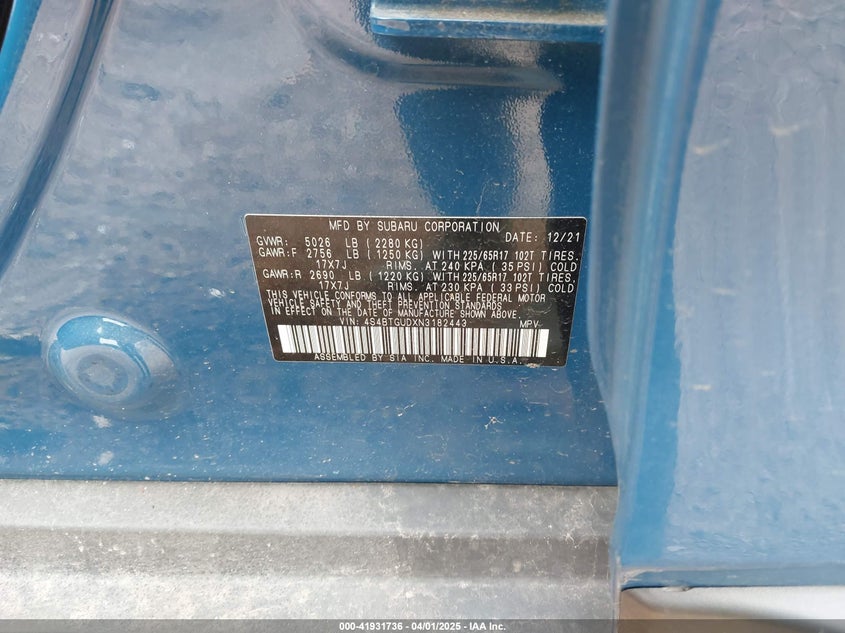 MFD BY SUBARU CORPORATION
GVWR: 5026 LB (2280 KG) DATE: 12/21
GAWR:F 2756 LB (1250 KG) WITH 225/65R17 102T TIRES,
17X7J RIMS, AT 240 KPA (35 PSI) COLD
GAWR:R 2690 LB (1220 KG) WITH 225/65R17 102T TIRES,
17X7J RIMS, AT 230 KPA (33 PSI) COLD
THIS VEHICLE CONFORMS TO ALL APPLICABLE FEDERAL MOTOR
VEHICLE SAFETY AND THEFT PREVENTION STANDARDS
IN EFFECT ON THE DATE OF MANUFACTURE SHOWN ABOVE.
VIN: 4S4BTGUDXN3182443 MPV
ASSEMBLED BY SIA INC. MADE IN U.S.A.
000-41931736 - 04/01/2025 - IAA Inc.